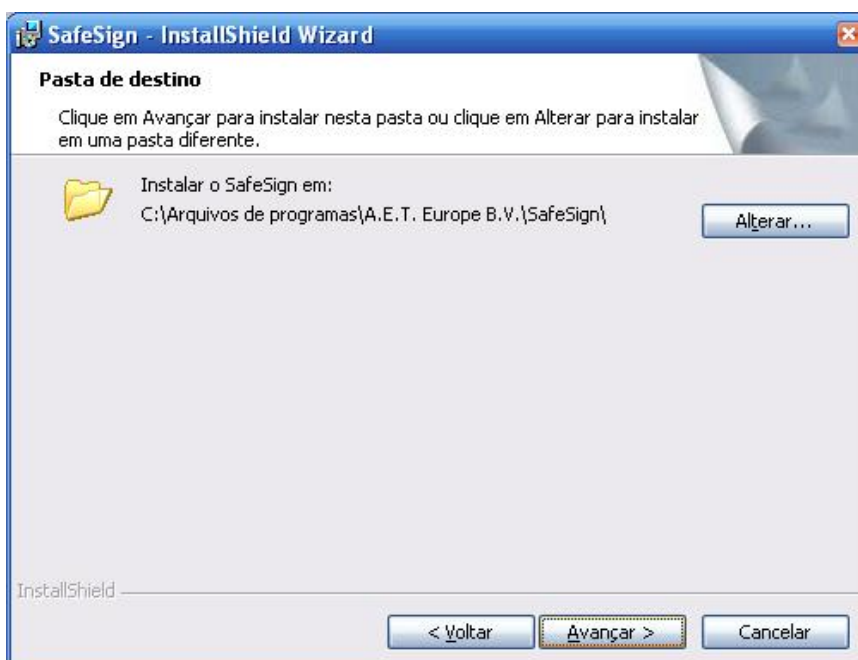 SafeSign - InstallShield Wizard
Pasta de destino
Clique em Avançar para instalar nesta pasta ou clique em Alterar para instalar
em uma pasta diferente.
Instalar o SafeSign em:
C:\Arquivos de programas\A.E.T. Europe B.V.\SafeSign\
Alterar...
InstallShield
< Voltar
Avançar >
Cancelar